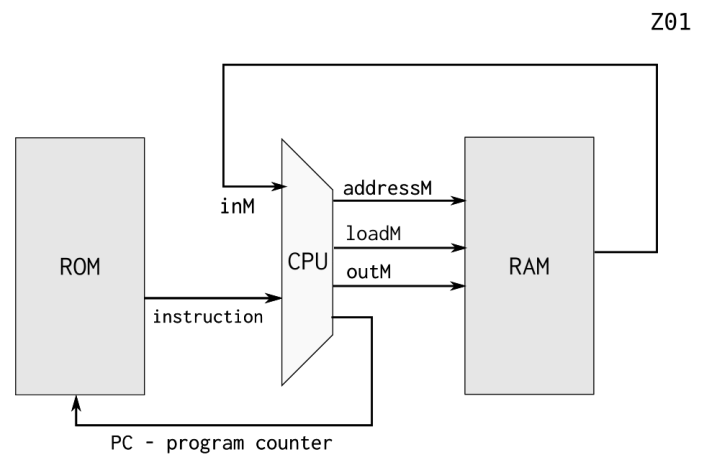 Z01
addressM
inM
loadM
ROM
CPU
RAM
outM
instruction
PC - program counter